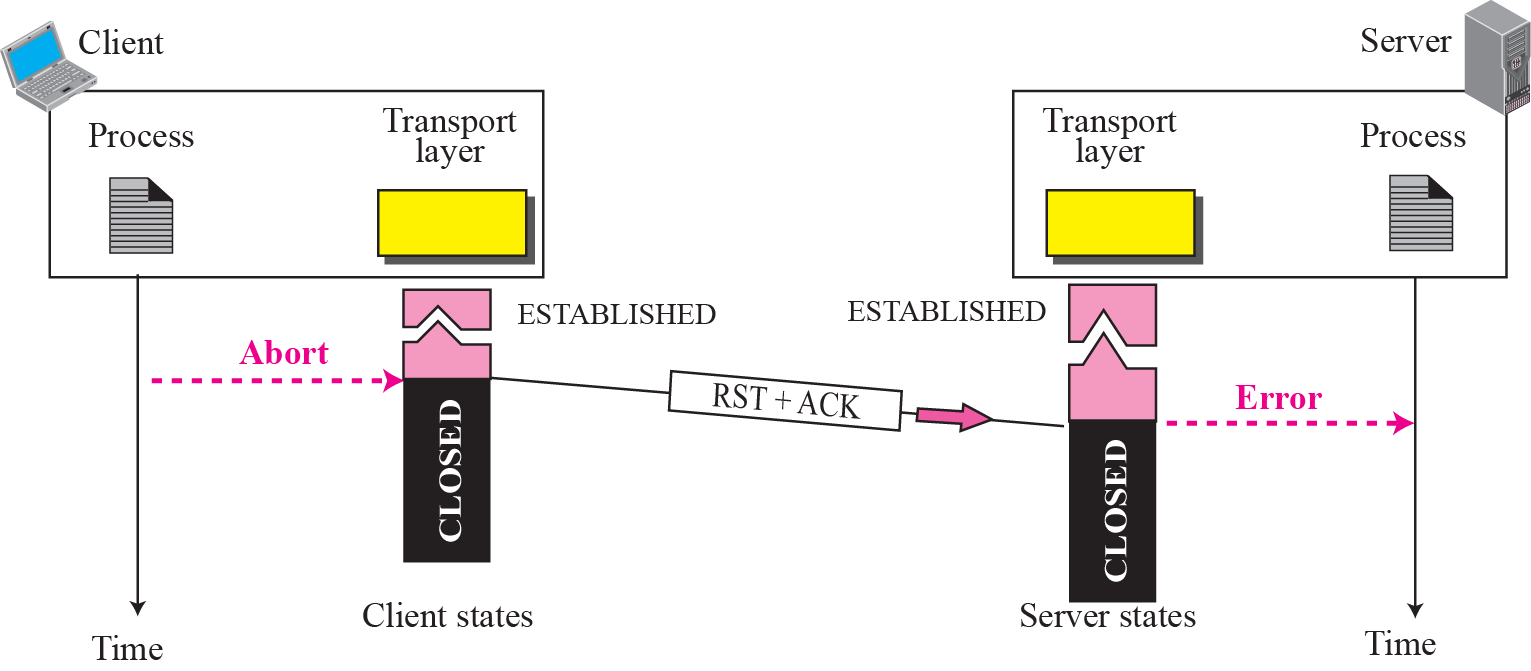 Client
Server
Process
Transport
layer
Transport
layer
Process
ESTABLISHED
ESTABLISHED
Abort
RST + ACK
Error
CLOSED
CLOSED
Client states
Server states
Time
Time